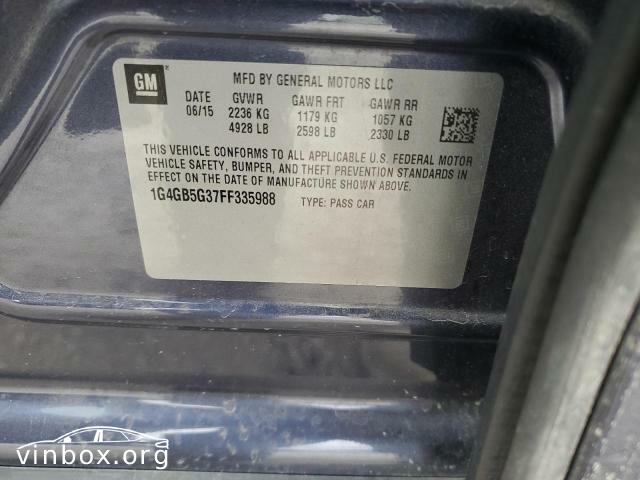 GM
MFD BY GENERAL MOTORS LLC
DATE GVWR GAWR FRT GAWR RR
06/15 2236 KG 1179 KG 1057 KG
4928 LB 2598 LB 2330 LB
THIS VEHICLE CONFORMS TO ALL APPLICABLE U.S. FEDERAL MOTOR
VEHICLE SAFETY, BUMPER, AND THEFT PREVENTION STANDARDS IN
EFFECT ON THE DATE OF MANUFACTURE SHOWN ABOVE.
1G4GB5G37FF335988 TYPE: PASS CAR
vinbox.org